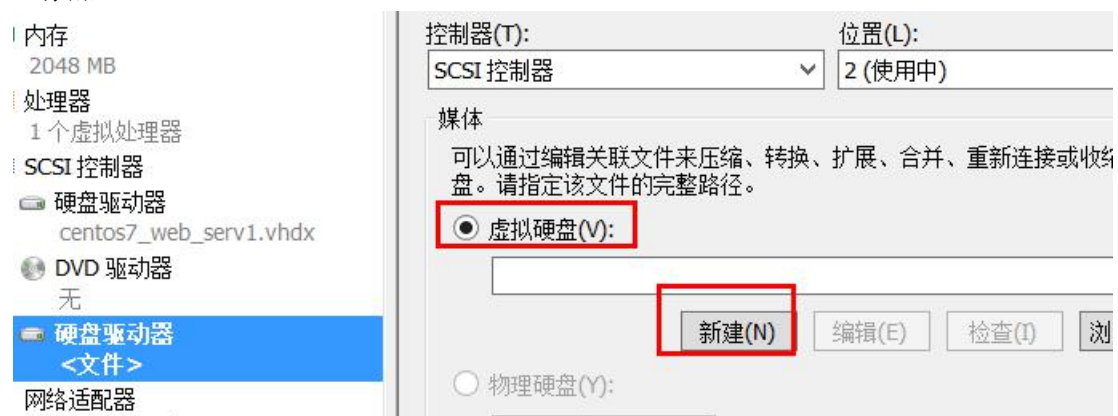 内存
2048 MB
处理器
1 个虚拟处理器
SCSI 控制器
硬盘驱动器
centos7_web_serv1.vhdx
DVD 驱动器
无
硬盘驱动器
<文件>
网络适配器
控制器(T):
位置(L):
SCSI 控制器
2 (使用中)
媒体
可以通过编辑关联文件来压缩、转换、扩展、合并、重新连接或收缩
盘。请指定该文件的完整路径。
虚拟硬盘(V):
新建(N)
编辑(E)
检查(I)
浏
物理硬盘(Y):